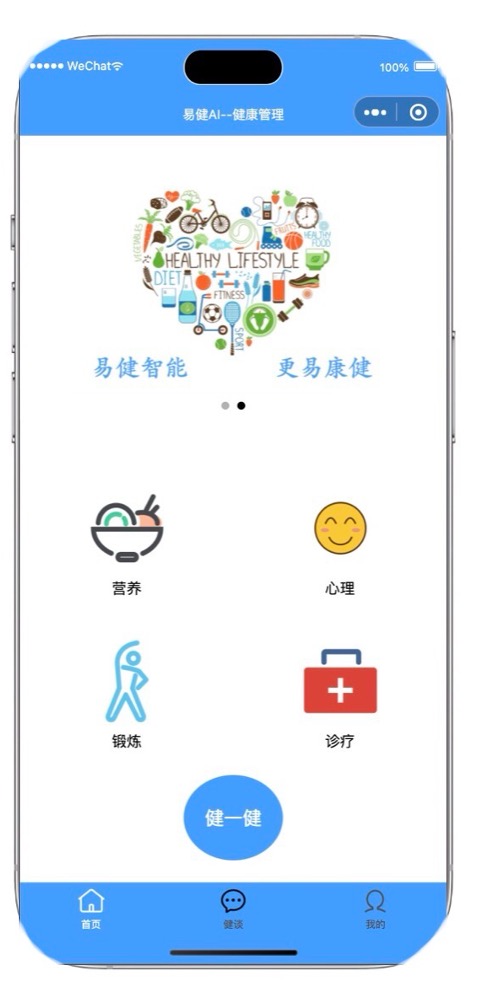 WeChat
100%
易健AI--健康管理
VEGETABLES
FRUITS
HEALTHY
FOOD
HEALTHY LIFESTYLE
DIET
FITNESS
SPORT
易健智能 更易康健
营养 心理
锻炼 诊疗
健一健
首页 健谈 我的